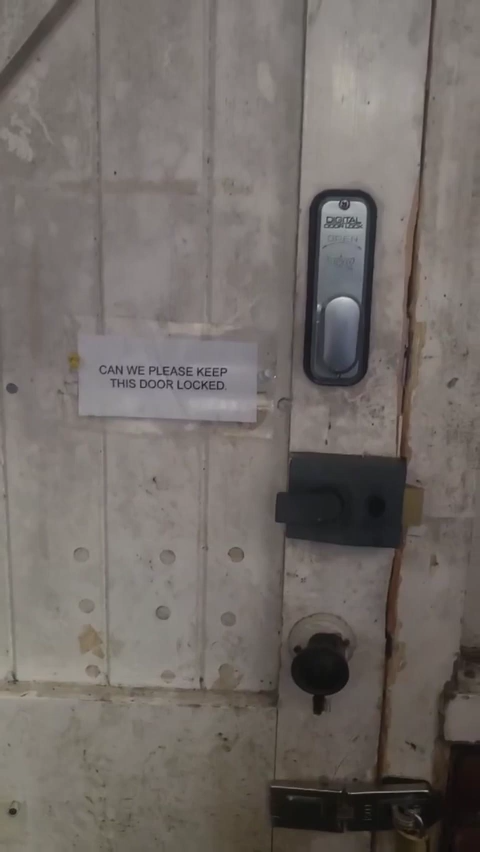 DIGITAL
DOOR LOCK
CAN WE PLEASE KEEP
THIS DOOR LOCKED.